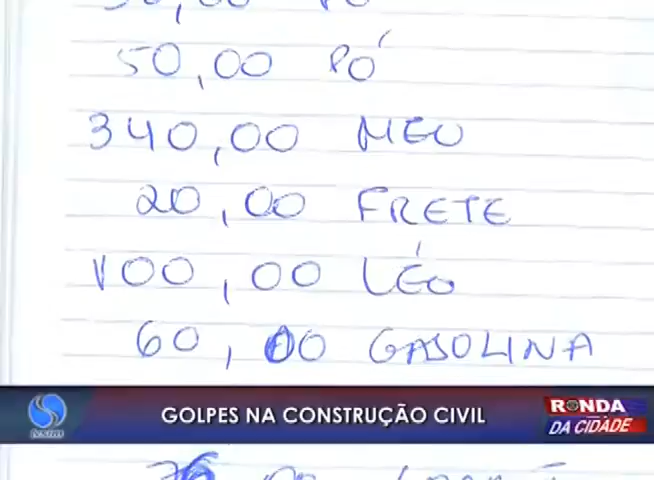 50,00 PÓ
340,00 MEU
20,00 FRETE
100,00 LÉO
60,00 GASOLINA
GOLPES NA CONSTRUÇÃO CIVIL
RONDA
DA CIDADE